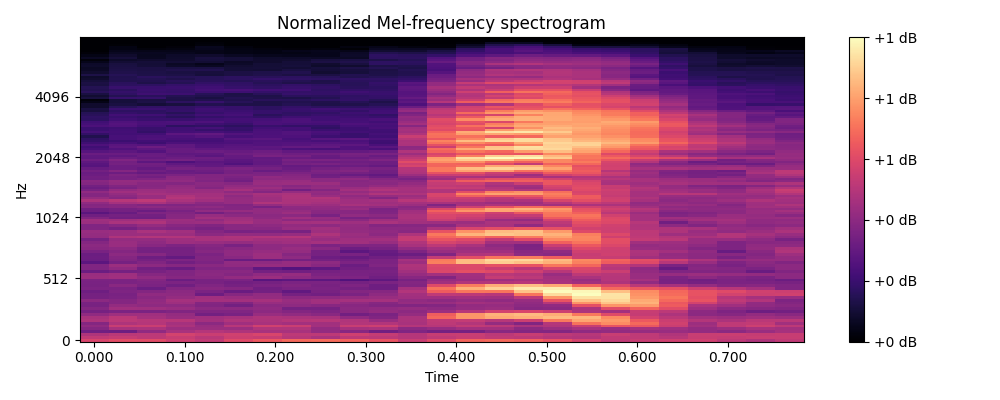 Normalized Mel-frequency spectrogram
Hz
4096
2048
1024
512
0
0.000 0.100 0.200 0.300 0.400 0.500 0.600 0.700
Time
+1 dB
+1 dB
+1 dB
+0 dB
+0 dB
+0 dB